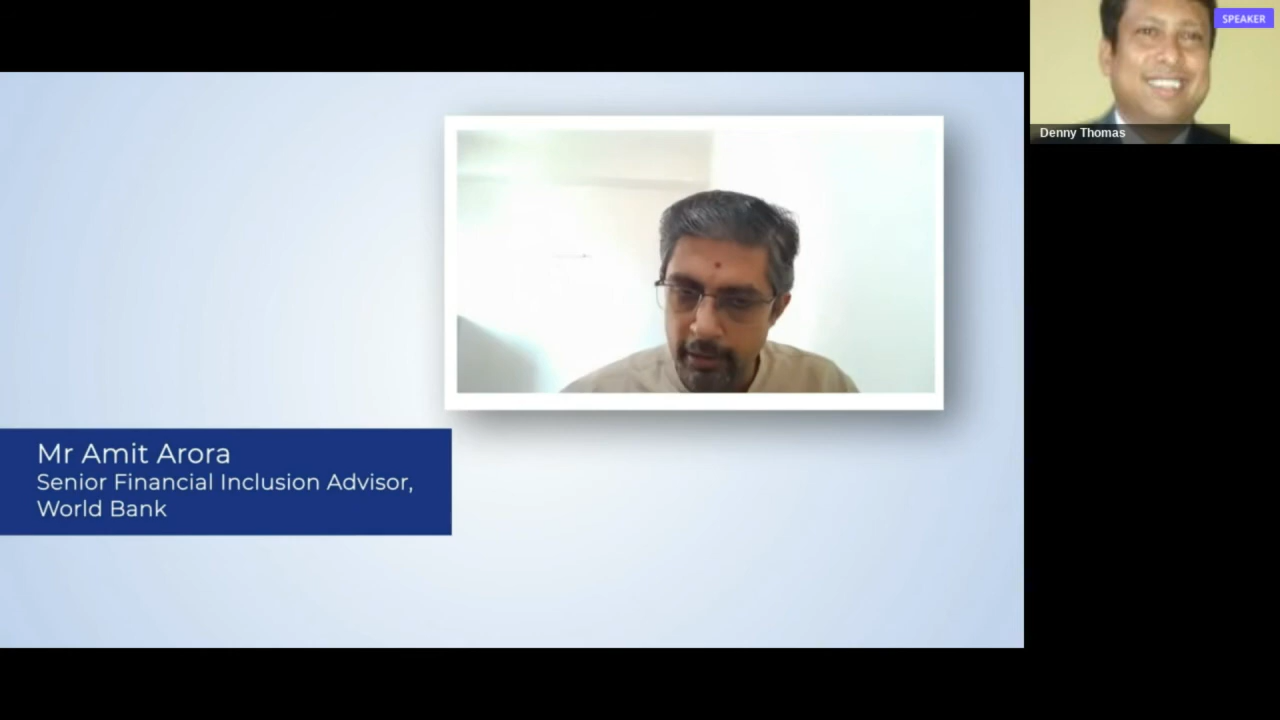 SPEAKER
Denny Thomas
Mr Amit Arora
Senior Financial Inclusion Advisor,
World Bank